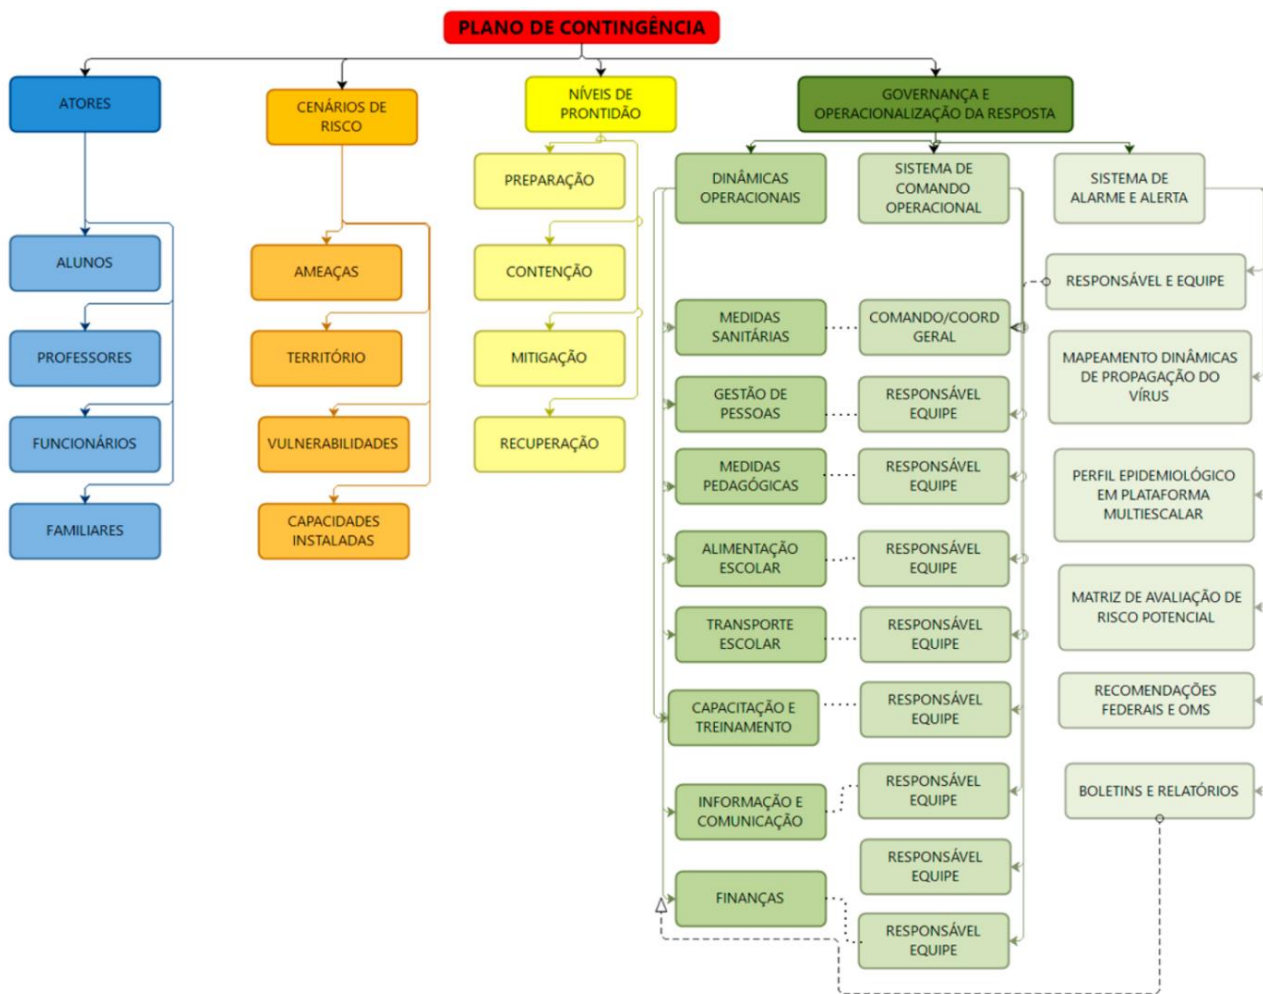 PLANO DE CONTINGÊNCIA
ATORES
CENÁRIOS DE
RISCO
NÍVEIS DE
PRONTIDÃO
GOVERNANÇA E
OPERACIONALIZAÇÃO DA RESPOSTA
ALUNOS
PROFESSORES
FUNCIONÁRIOS
FAMILIARES
AMEAÇAS
TERRITÓRIO
VULNERABILIDADES
CAPACIDADES
INSTALADAS
PREPARAÇÃO
CONTENÇÃO
MITIGAÇÃO
RECUPERAÇÃO
DINÂMICAS
OPERACIONAIS
MEDIDAS
SANITÁRIAS
GESTÃO DE
PESSOAS
MEDIDAS
PEDAGÓGICAS
ALIMENTAÇÃO
ESCOLAR
TRANSPORTE
ESCOLAR
CAPACITAÇÃO E
TREINAMENTO
INFORMAÇÃO E
COMUNICAÇÃO
FINANÇAS
SISTEMA DE
COMANDO
OPERACIONAL
COMANDO/COORD
GERAL
RESPONSÁVEL
EQUIPE
RESPONSÁVEL
EQUIPE
RESPONSÁVEL
EQUIPE
RESPONSÁVEL
EQUIPE
RESPONSÁVEL
EQUIPE
RESPONSÁVEL
EQUIPE
RESPONSÁVEL
EQUIPE
RESPONSÁVEL
EQUIPE
SISTEMA DE
ALARME E ALERTA
RESPONSÁVEL E EQUIPE
MAPEAMENTO DINÂMICAS
DE PROPAGAÇÃO DO
VÍRUS
PERFIL EPIDEMIOLÓGICO
EM PLATAFORMA
MULTIESCALAR
MATRIZ DE AVALIAÇÃO DE
RISCO POTENCIAL
RECOMENDAÇÕES
FEDERAIS E OMS
BOLETINS E RELATÓRIOS